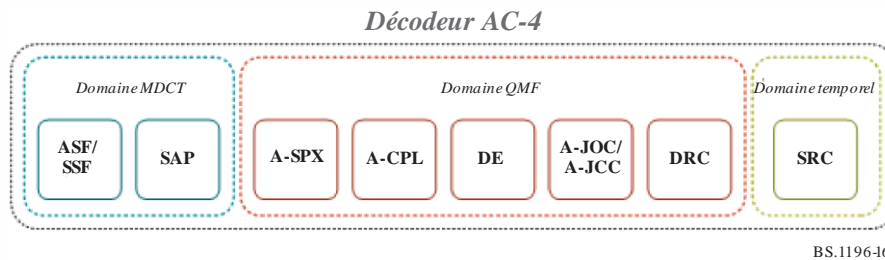 Décodeur AC-4
Domaine MDCT
Domaine QMF
Domaine temporel
ASF/
SSF
SAP
A-SPX
A-CPL
DE
A-JOC/
A-JCC
DRC
SRC
BS.1196-16